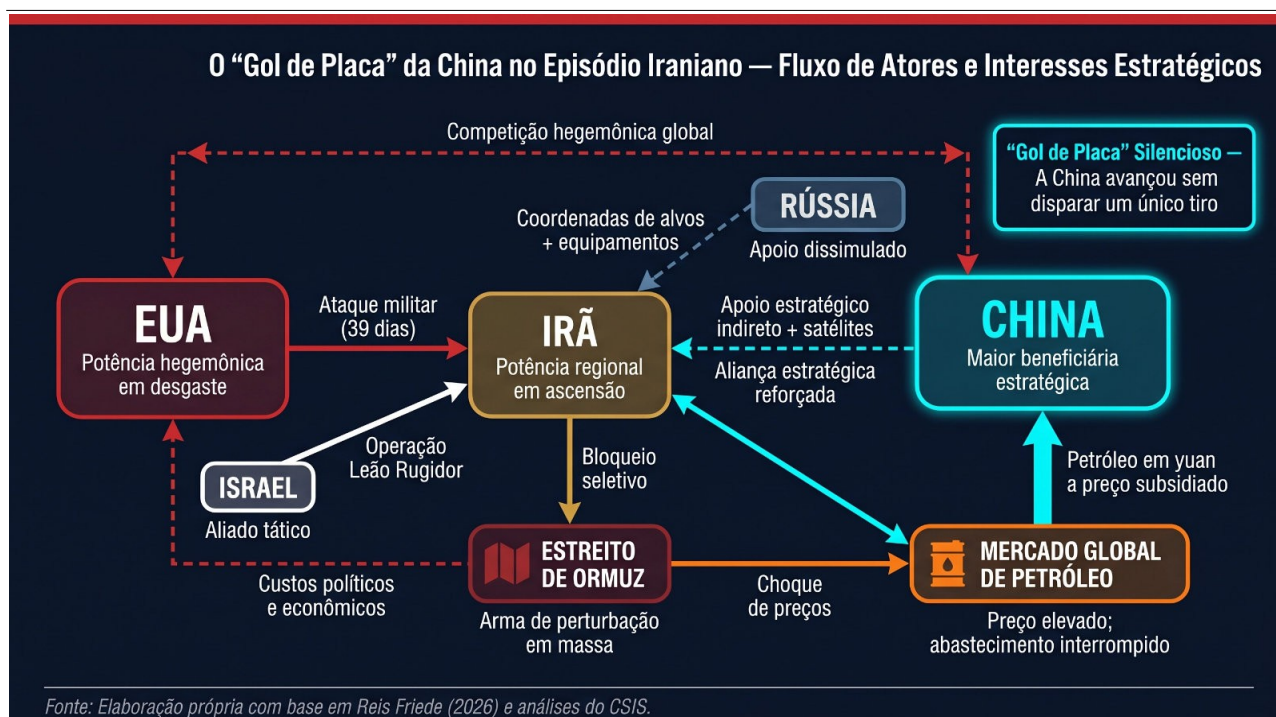 O “Gol de Placa” da China no Episódio Iraniano — Fluxo de Atores e Interesses Estratégicos
Competição hegemônica global
“Gol de Placa” Silencioso —
A China avançou sem
disparar um único tiro
RÚSSIA
Apoio dissimulado
Coordenadas de alvos
+ equipamentos
EUA
Potência hegemônica
em desgaste
Ataque militar
(39 dias)
IRÃ
Potência regional
em ascensão
Apoio estratégico
indireto + satélites
Aliança estratégica
reforçada
CHINA
Maior beneficiária
estratégica
ISRAEL
Aliado tático
Operação
Leão Rugidor
Bloqueio
seletivo
Petróleo em yuan
a preço subsidiado
Custos políticos
e econômicos
ESTREITO
DE ORMUZ
Arma de perturbação
em massa
Choque
de preços
MERCADO GLOBAL
DE PETRÓLEO
Preço elevado;
abastecimento interrompido
Fonte: Elaboração própria com base em Reis Friede (2026) e análises do CSIS.